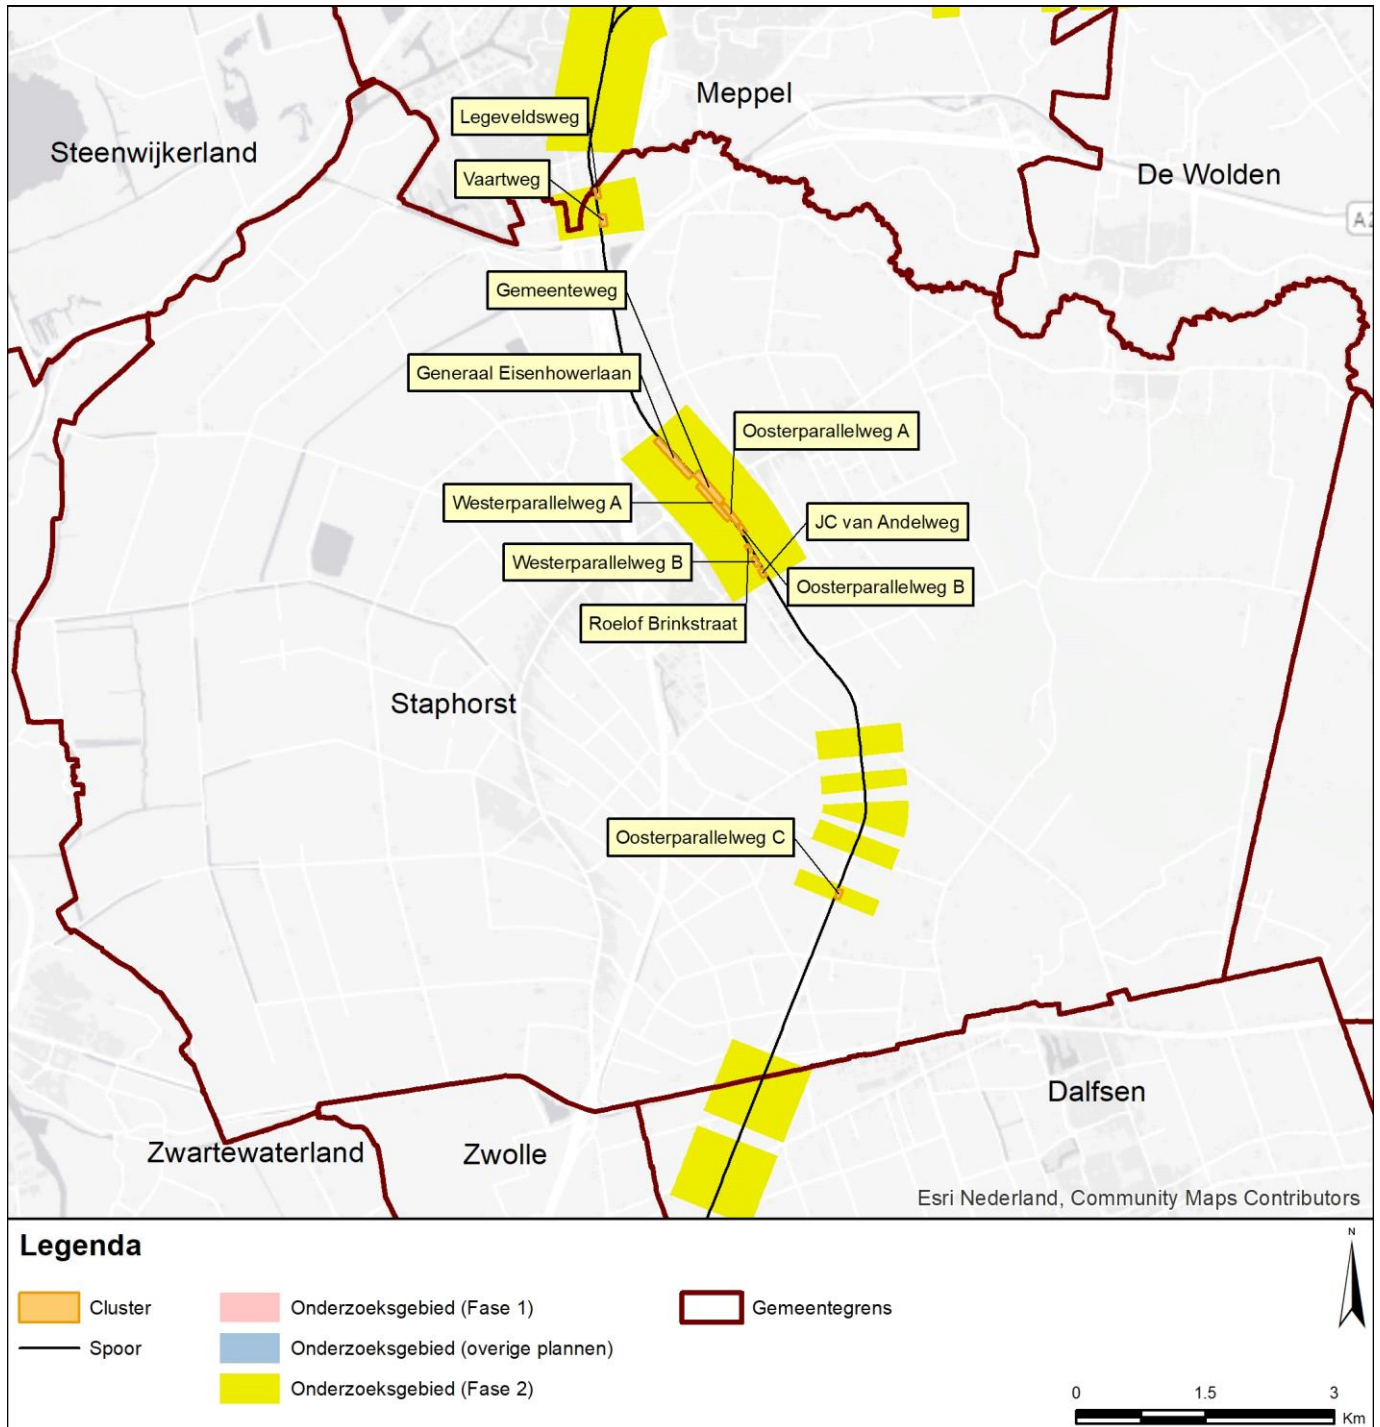 Meppel
Legeveldsweg
Steenwijkerland
De Wolden
Vaartweg
Gemeenteweg
Generaal Eisenhowerlaan
Oosterparallelweg A
Westerparallelweg A
JC van Andelweg
Westerparallelweg B
Oosterparallelweg B
Roelof Brinkstraat
Staphorst
Oosterparallelweg C
Dalfsen
Zwartewaterland
Zwolle
Esri Nederland, Community Maps Contributors
Legenda
N
Cluster
Onderzoeksgebied (Fase 1)
Gemeentegrens
Spoor
Onderzoeksgebied (overige plannen)
Onderzoeksgebied (Fase 2)
0 1.5 3
Km